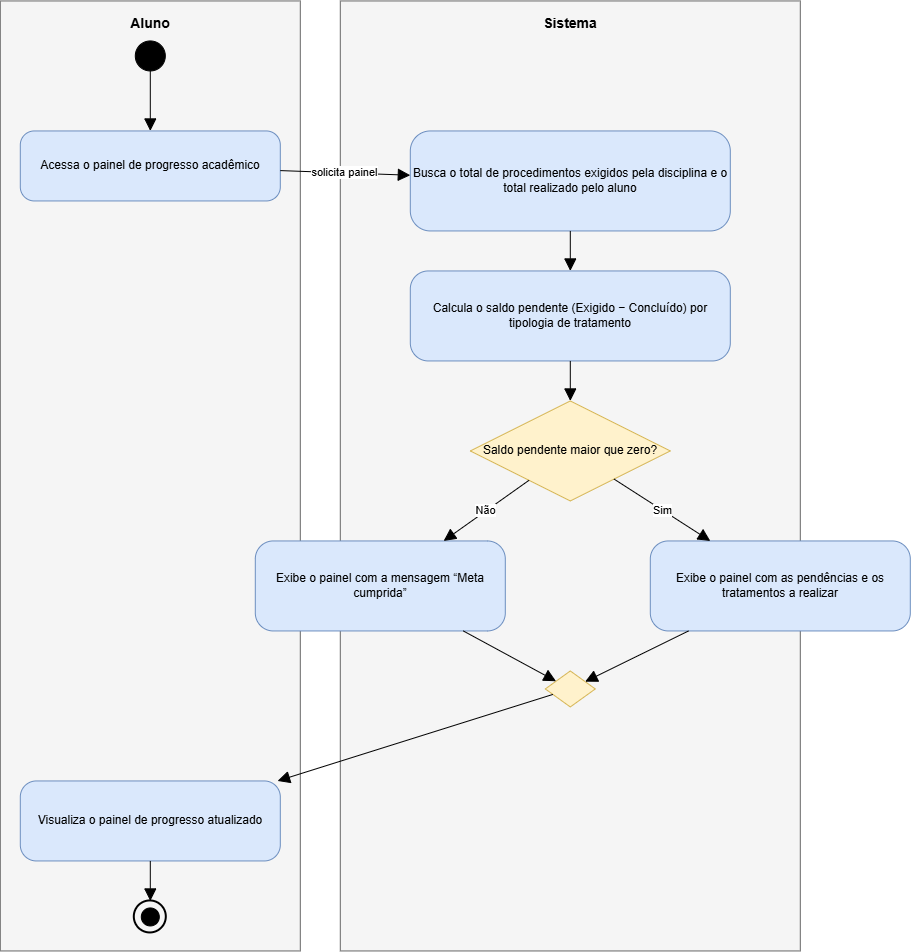 Aluno
Sistema
Acessa o painel de progresso acadêmico
solicita painel
Busca o total de procedimentos exigidos pela disciplina e o
total realizado pelo aluno
Calcula o saldo pendente (Exigido − Concluído) por
tipologia de tratamento
Saldo pendente maior que zero?
Não
Sim
Exibe o painel com a mensagem “Meta
cumprida”
Exibe o painel com as pendências e os
tratamentos a realizar
Visualiza o painel de progresso atualizado